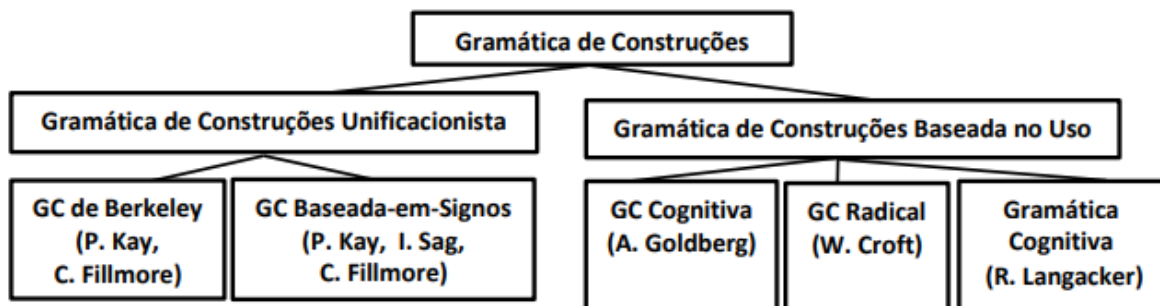 Gramática de Construções
Gramática de Construções Unificacionista
Gramática de Construções Baseada no Uso
GC de Berkeley
(P. Kay,
C. Fillmore)
GC Baseada-em-Signos
(P. Kay, I. Sag,
C. Fillmore)
GC Cognitiva
(A. Goldberg)
GC Radical
(W. Croft)
Gramática
Cognitiva
(R. Langacker)